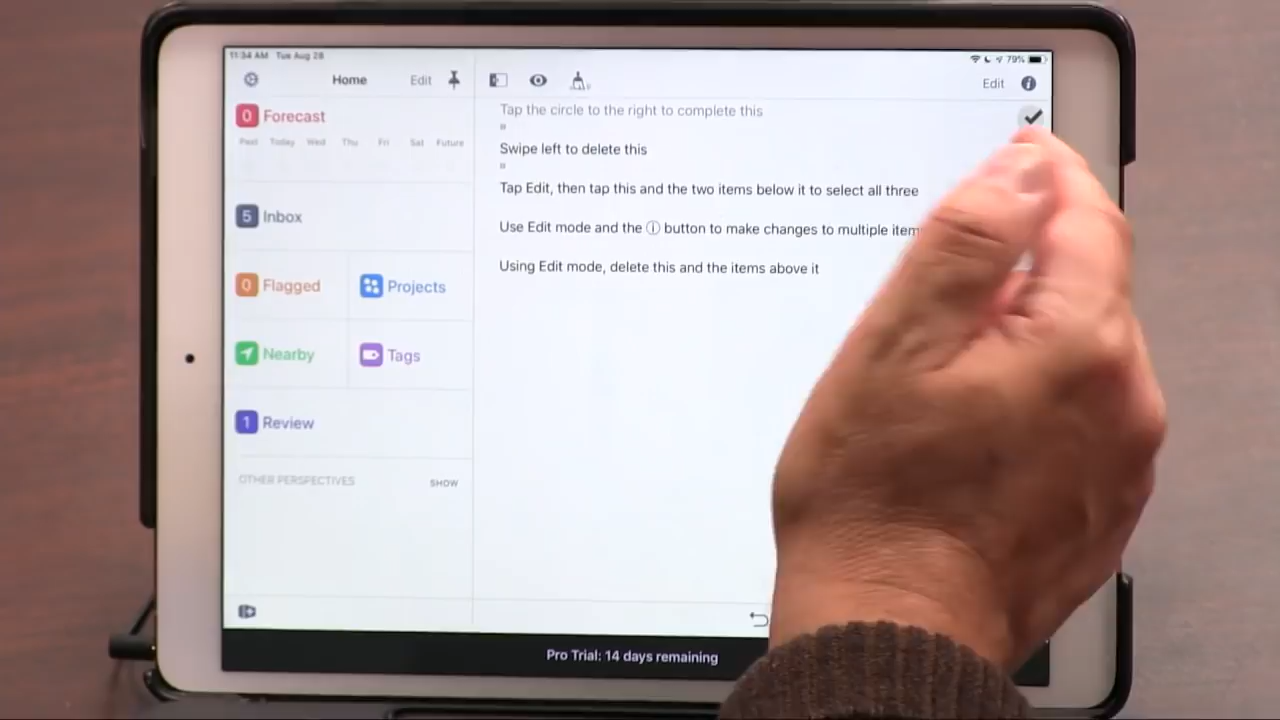 11:34 AM Tue Aug 28
79%
Home
Edit
Edit
0 Forecast
Past Today Wed Thu Fri Sat Future
5 Inbox
0 Flagged
Projects
Nearby
Tags
1 Review
OTHER PERSPECTIVES
SHOW
Tap the circle to the right to complete this
Swipe left to delete this
Tap Edit, then tap this and the two items below it to select all three
Use Edit mode and the ⓘ button to make changes to multiple item
Using Edit mode, delete this and the items above it
Pro Trial: 14 days remaining